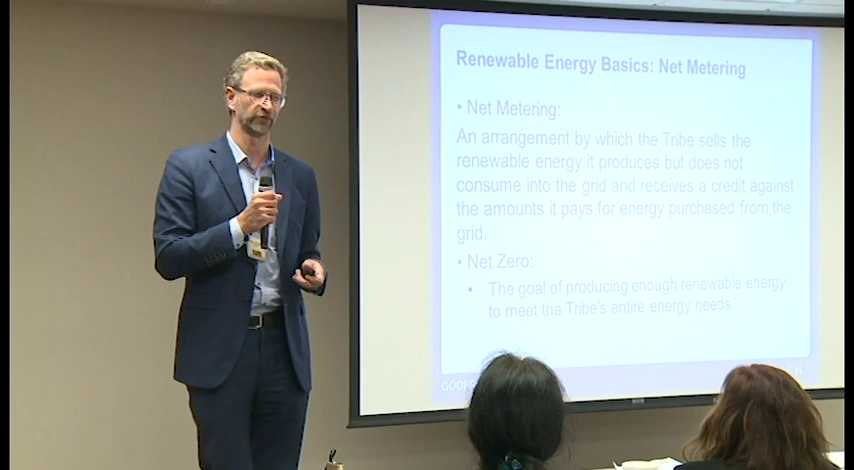 Renewable Energy Basics: Net Metering
• Net Metering:
An arrangement by which the Tribe sells the
renewable energy it produces but does not
consume into the grid and receives a credit against
the amounts it pays for energy purchased from the
grid.
• Net Zero:
• The goal of producing enough renewable energy
to meet the Tribe's entire energy needs.